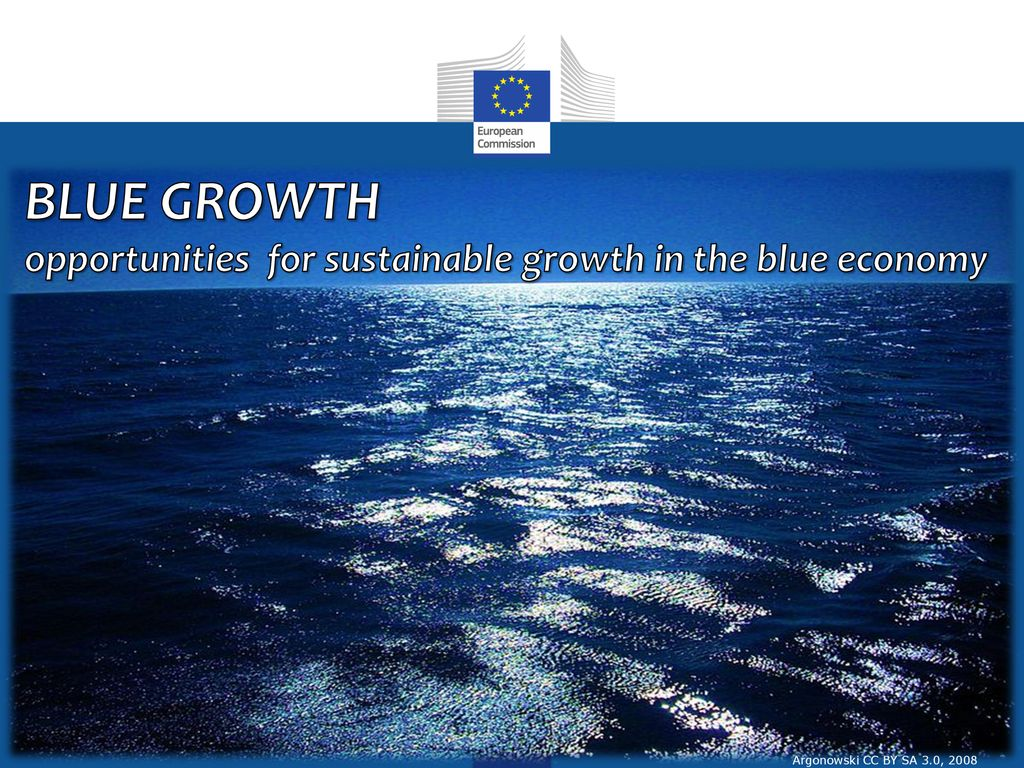 European
Commission
BLUE GROWTH
opportunities for sustainable growth in the blue economy
Argonowski CC BY SA 3.0, 2008